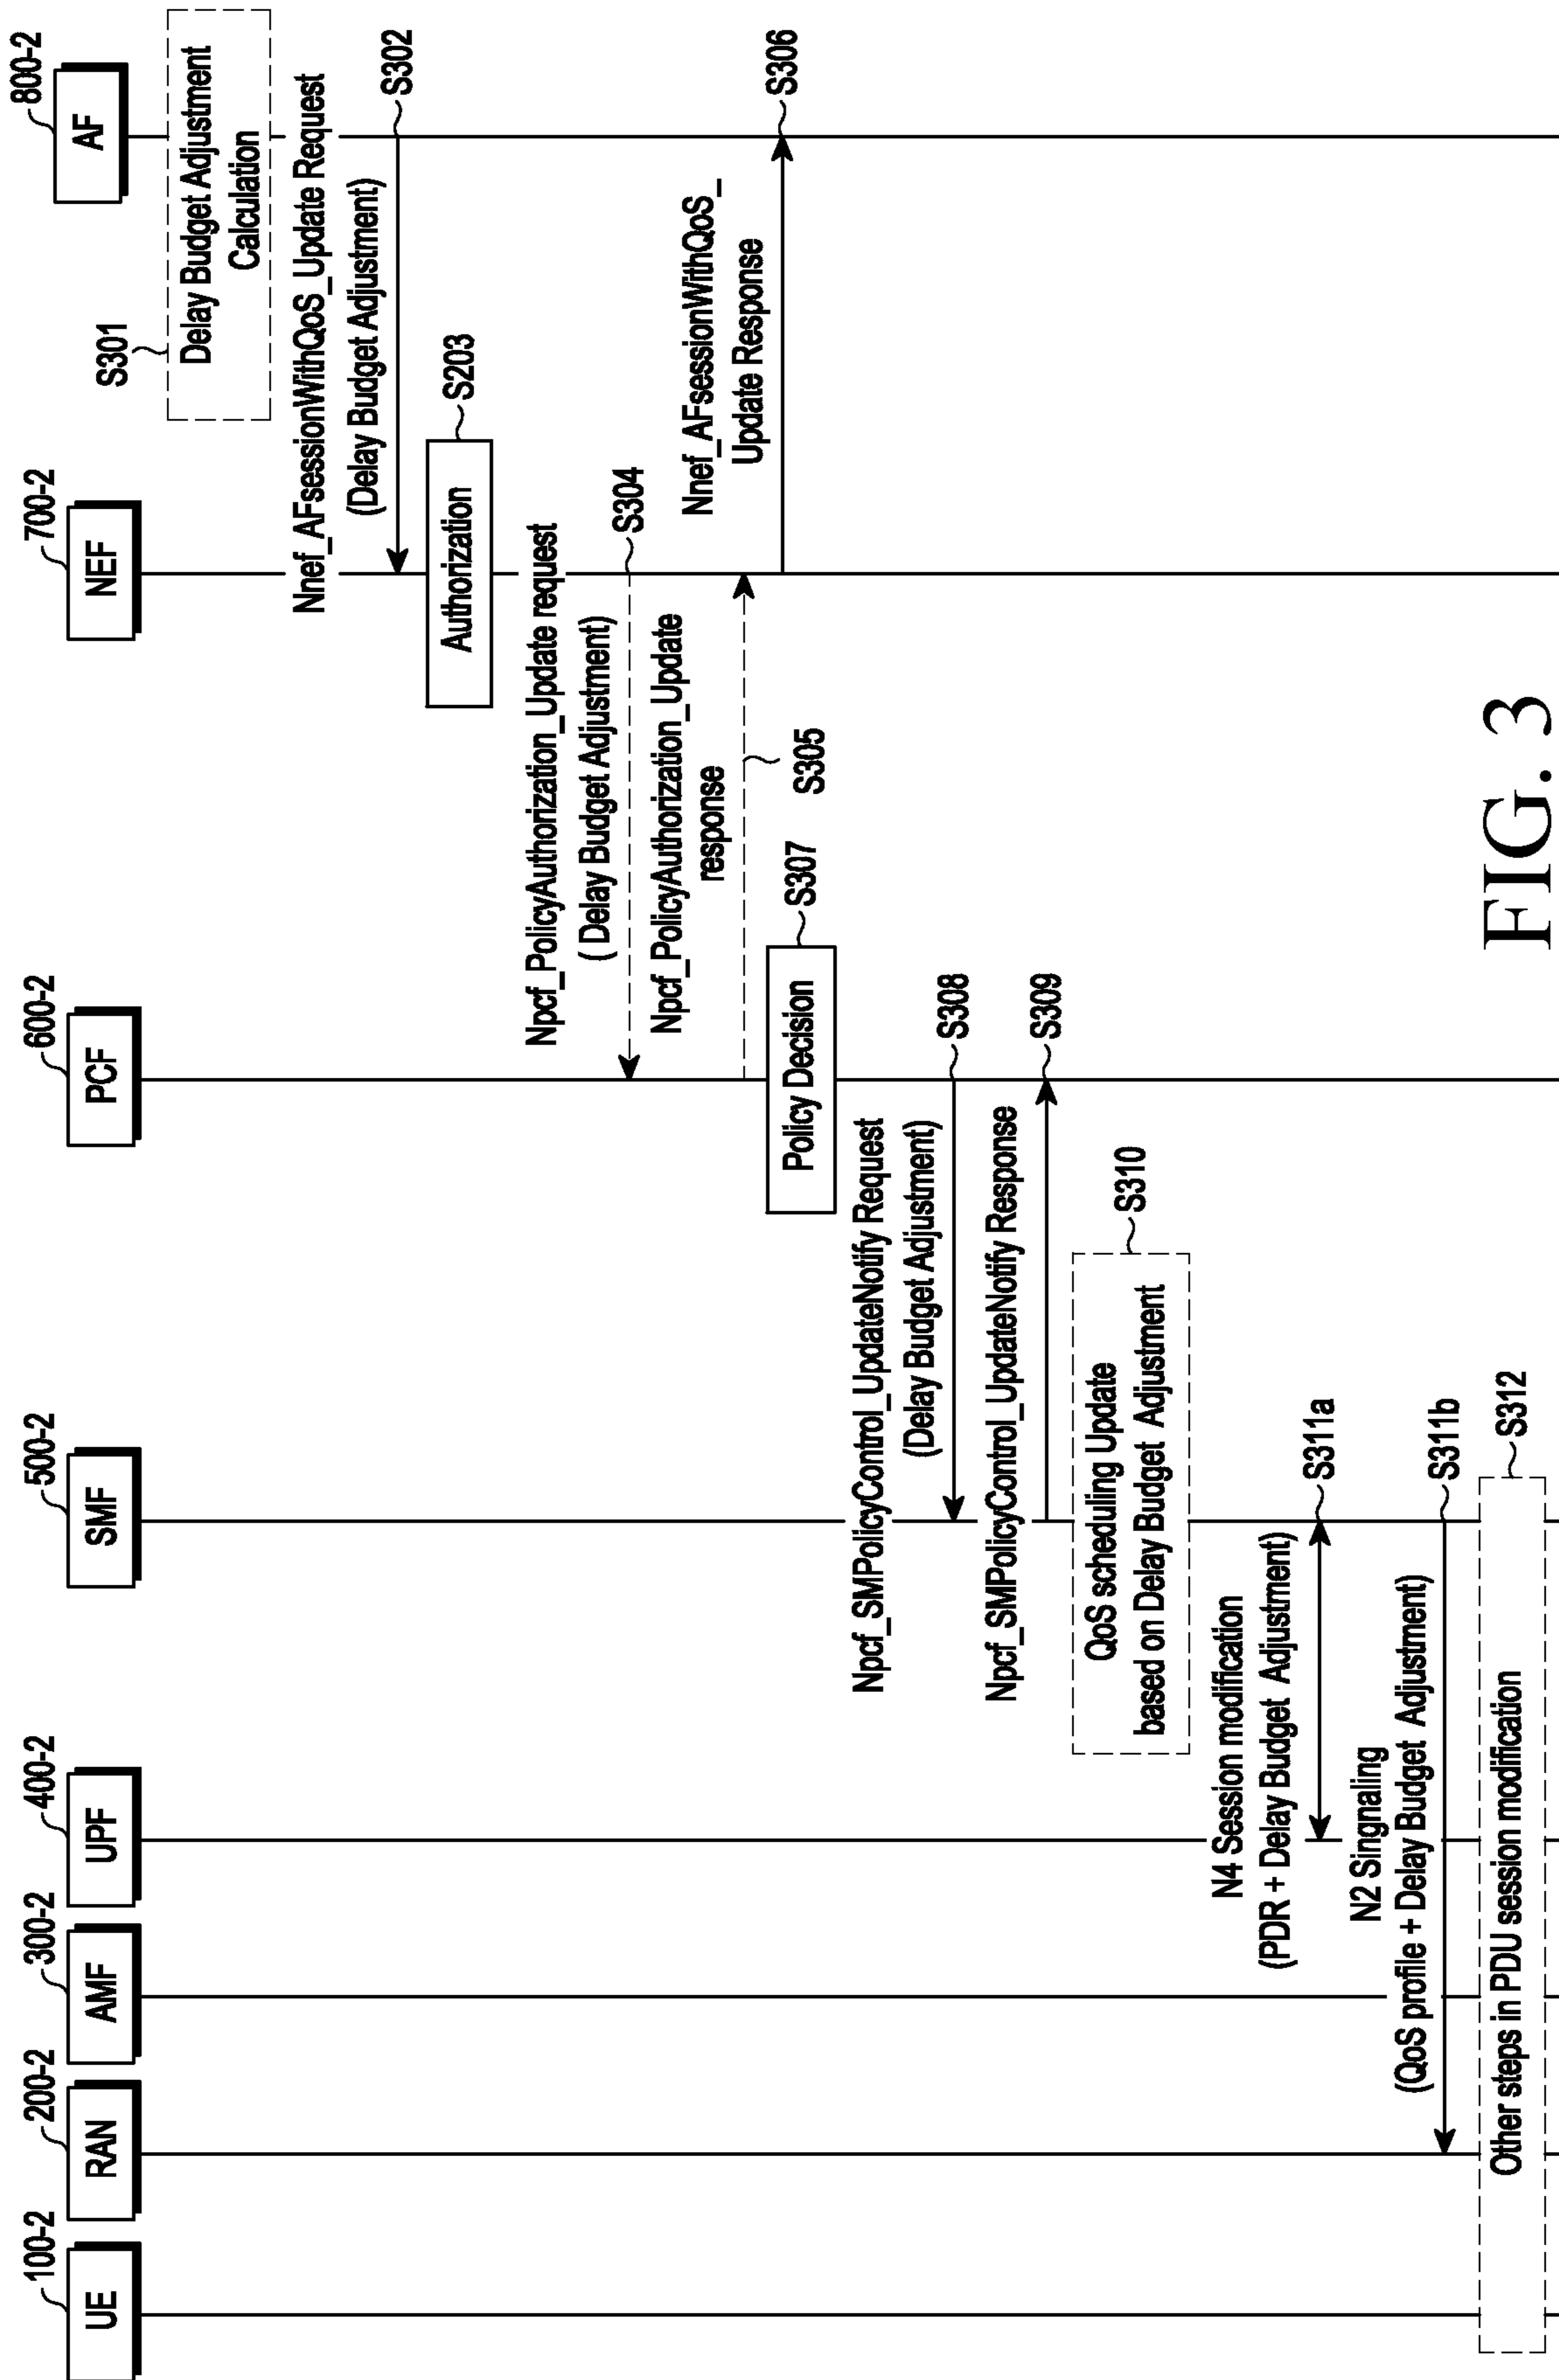 100-2
UE
200-2
RAN
300-2
AMF
400-2
UPF
500-2
SMF
600-2
PCF
700-2
NEF
800-2
AF
S301
Delay Budget Adjustment
Calculation
Nnef_AFsessionWithQoS_Update Request
(Delay Budget Adjustment)
S302
Authorization
S203
Npcf_PolicyAuthorization_Update request
( Delay Budget Adjustment)
S304
Npcf_PolicyAuthorization_Update
response
S305
Nnef_AFsessionWithQoS_
Update Response
S306
Policy Decision
S307
Npcf_SMPolicyControl_UpdateNotify Request
(Delay Budget Adjustment)
S308
Npcf_SMPolicyControl_UpdateNotify Response
S309
QoS scheduling Update
based on Delay Budget Adjustment
S310
N4 Session modification
(PDR + Delay Budget Adjustment)
S311a
N2 Singnaling
(QoS profile + Delay Budget Adjustment)
S311b
Other steps in PDU session modification
S312
FIG. 3